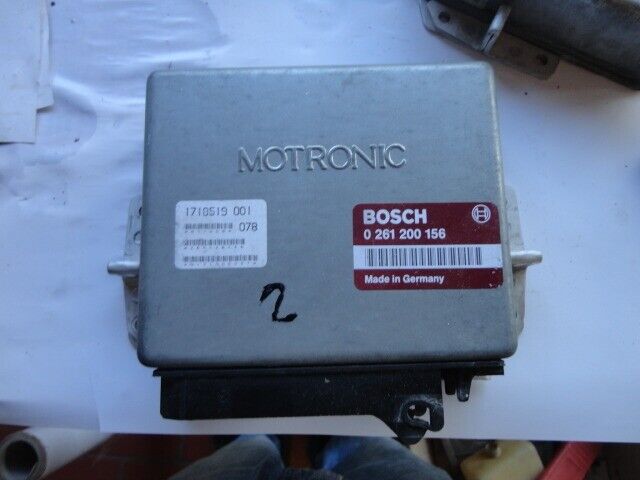 MOTRONIC
1710519 001
078
BOSCH
0 261 200 156
Made in Germany
2